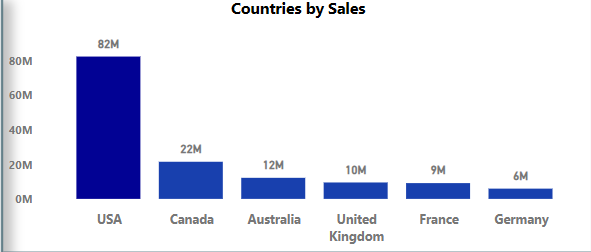 Countries by Sales
82M
80M
60M
40M
22M
20M
12M
10M
9M
6M
0M
USA
Canada
Australia
United
Kingdom
France
Germany